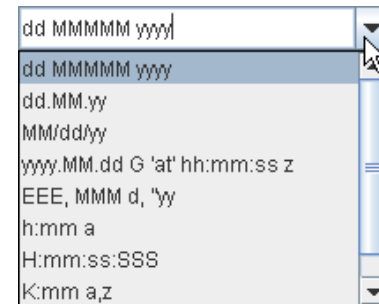 dd MMMMM yyyy
dd MMMMM yyyy
dd.MM.yy
MM/dd/yy
yyyy.MM.dd G 'at' hh:mm:ss z
EEE, MMM d, ''yy
h:mm a
H:mm:ss:SSS
K:mm a,z